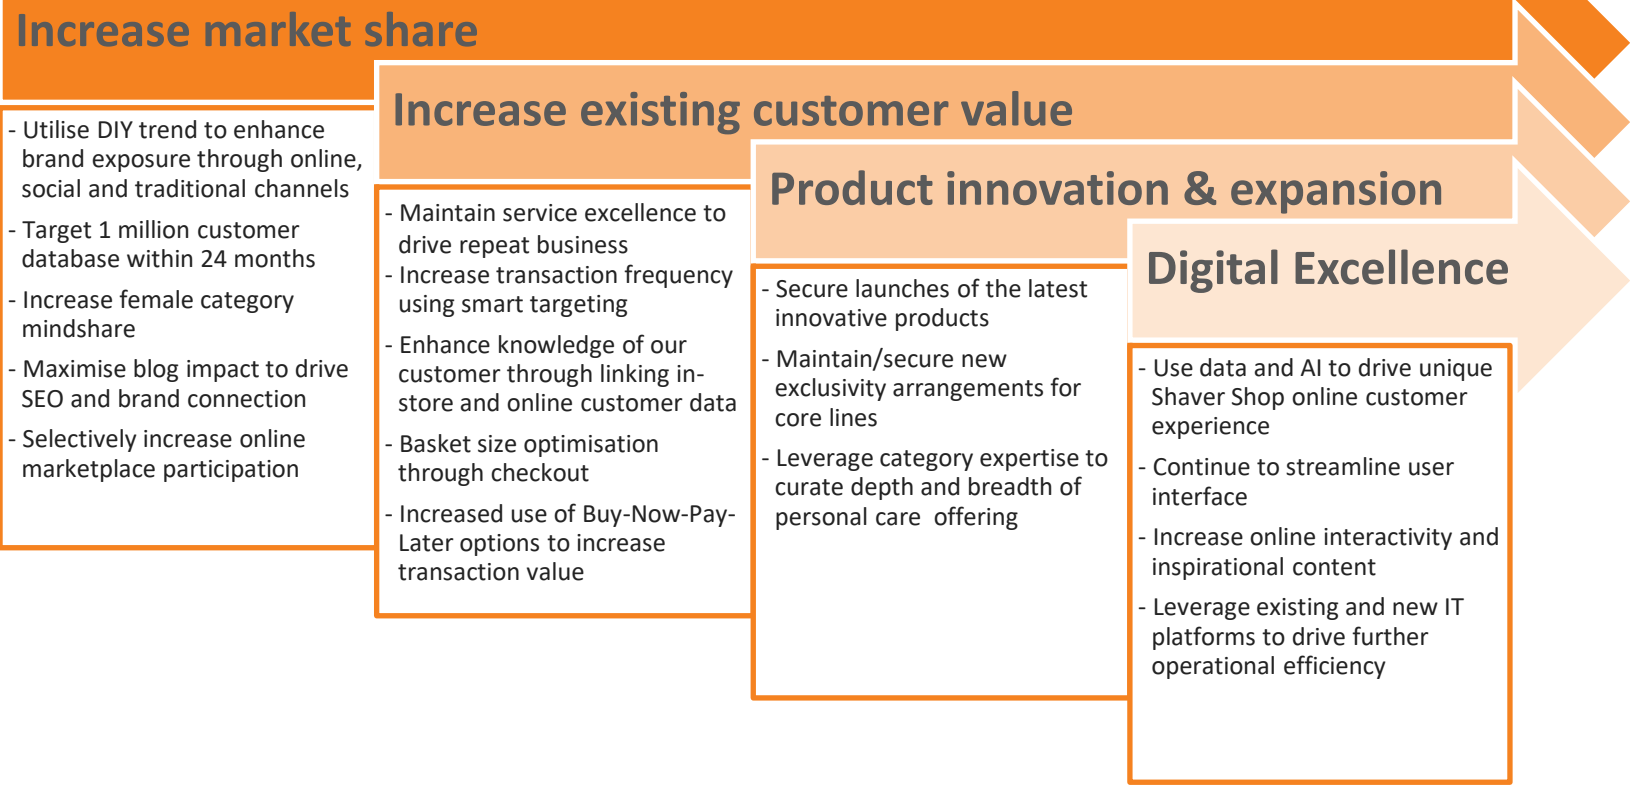 Increase market share
- Utilise DIY trend to enhance
brand exposure through online,
social and traditional channels
- Target 1 million customer
database within 24 months
- Increase female category
mindshare
- Maximise blog impact to drive
SEO and brand connection
- Selectively increase online
marketplace participation
Increase existing customer value
- Maintain service excellence to
drive repeat business
- Increase transaction frequency
using smart targeting
- Enhance knowledge of our
customer through linking in-
store and online customer data
- Basket size optimisation
through checkout
- Increased use of Buy-Now-Pay-
Later options to increase
transaction value
Product innovation & expansion
- Secure launches of the latest
innovative products
- Maintain/secure new
exclusivity arrangements for
core lines
- Leverage category expertise to
curate depth and breadth of
personal care  offering
Digital Excellence
- Use data and AI to drive unique
Shaver Shop online customer
experience
- Continue to streamline user
interface
- Increase online interactivity and
inspirational content
- Leverage existing and new IT
platforms to drive further
operational efficiency